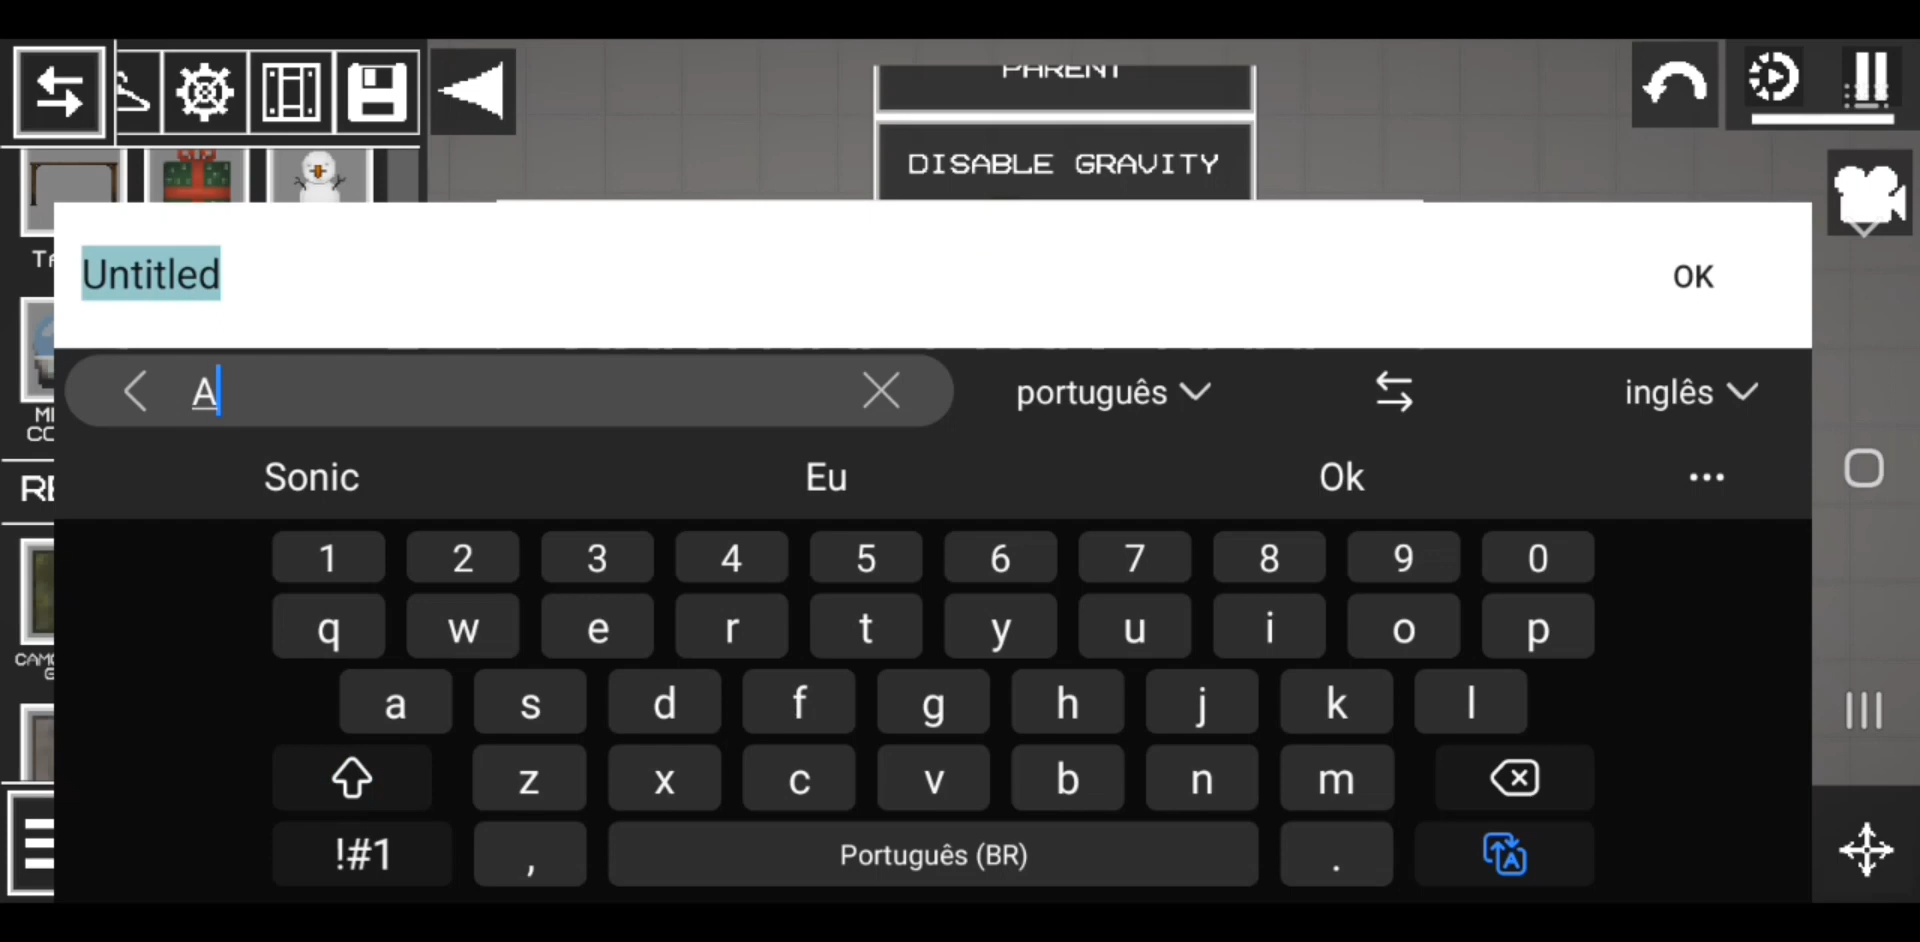 PARENT
DISABLE GRAVITY
Untitled
OK
A
português
inglês
Sonic
Eu
Ok
1 2 3 4 5 6 7 8 9 0
q w e r t y u i o p
a s d f g h j k l
z x c v b n m
!#1
,
Português (BR)
.